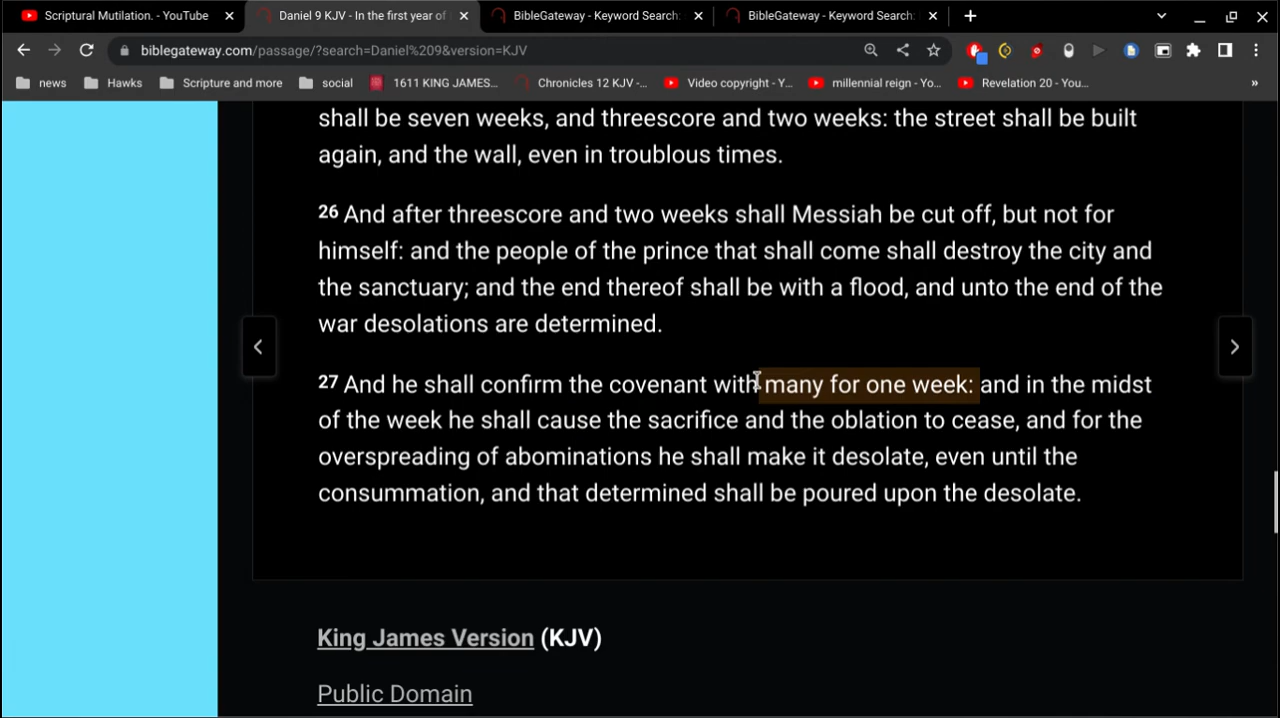 Scriptural Mutilation. - YouTube
Daniel 9 KJV - In the first year of
BibleGateway - Keyword Search:
BibleGateway - Keyword Search:
biblegateway.com/passage/?search=Daniel%209&version=KJV
news
Hawks
Scripture and more
social
1611 KING JAMES...
Chronicles 12 KJV -...
Video copyright - Y...
millennial reign - Yo...
Revelation 20 - You...
»
shall be seven weeks, and threescore and two weeks: the street shall be built
again, and the wall, even in troublous times.
26 And after threescore and two weeks shall Messiah be cut off, but not for
himself: and the people of the prince that shall come shall destroy the city and
the sanctuary; and the end thereof shall be with a flood, and unto the end of the
war desolations are determined.
27 And he shall confirm the covenant with many for one week: and in the midst
of the week he shall cause the sacrifice and the oblation to cease, and for the
overspreading of abominations he shall make it desolate, even until the
consummation, and that determined shall be poured upon the desolate.
King James Version (KJV)
Public Domain